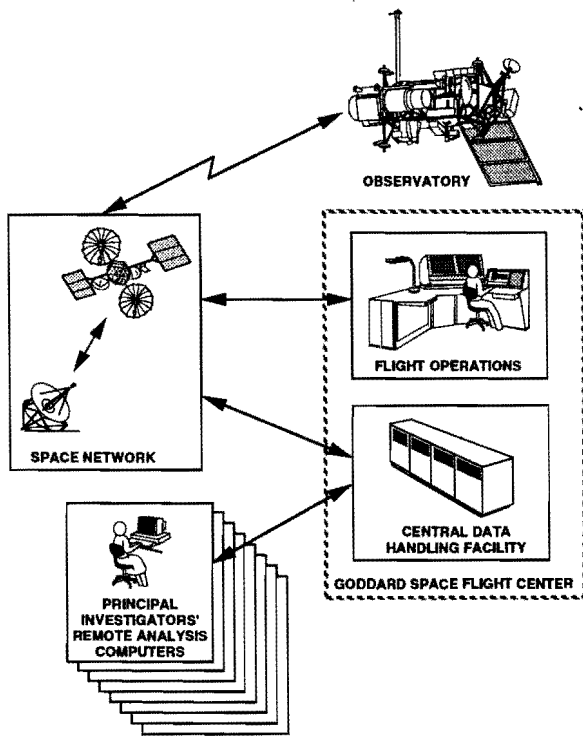 OBSERVATORY
FLIGHT OPERATIONS
SPACE NETWORK
CENTRAL DATA
HANDLING FACILITY
GODDARD SPACE FLIGHT CENTER
PRINCIPAL
INVESTIGATORS'
REMOTE ANALYSIS
COMPUTERS